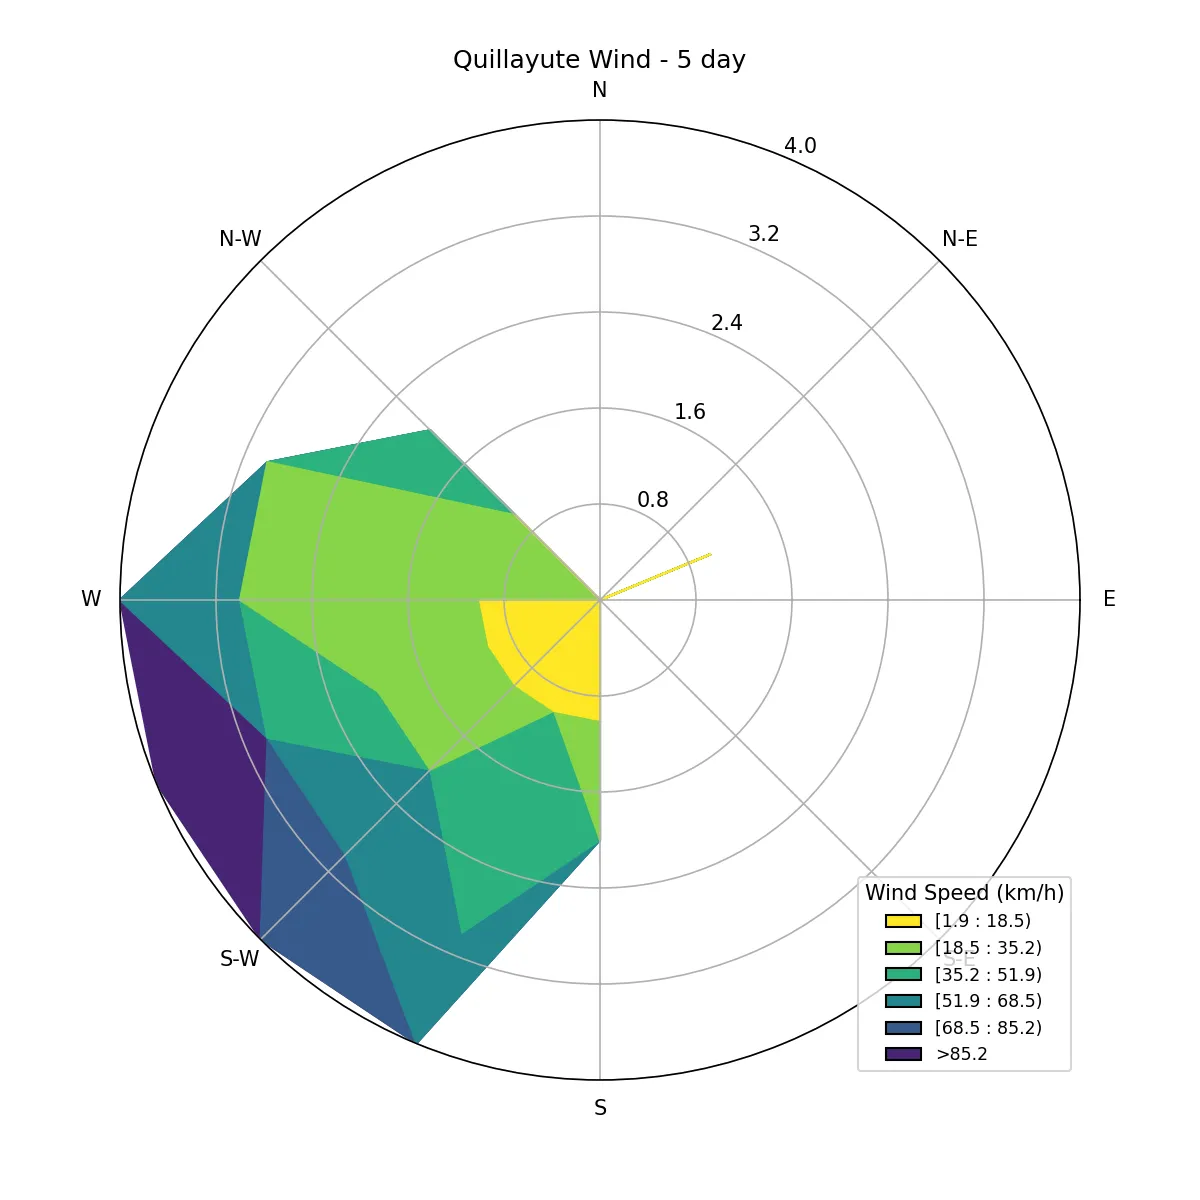 Quillayute Wind - 5 day
N
4.0
N-W
3.2
N-E
2.4
1.6
0.8
W
E
Wind Speed (km/h)
[1.9 : 18.5)
[18.5 : 35.2)
S-W
S-E
[35.2 : 51.9)
[51.9 : 68.5)
[68.5 : 85.2)
>85.2
S